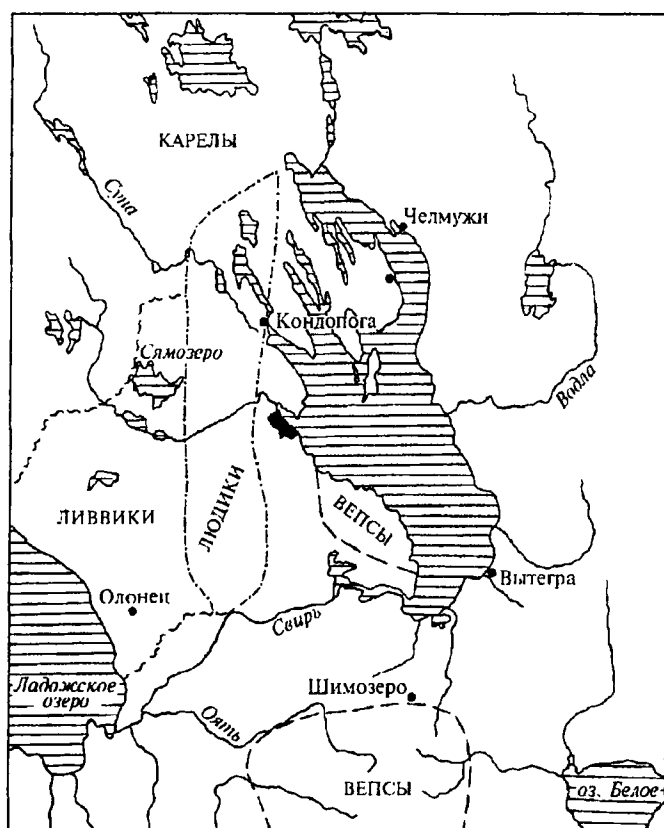 КАРЕЛЫ
Суна
Челмужи
Кондопога
Сямозеро
Водла
ЛИВВИКИ
ЛЮДИКИ
ВЕПСЫ
Вытегра
Олонец
Свирь
Ладожское
озеро
Шимозеро
Оять
ВЕПСЫ
оз. Белое